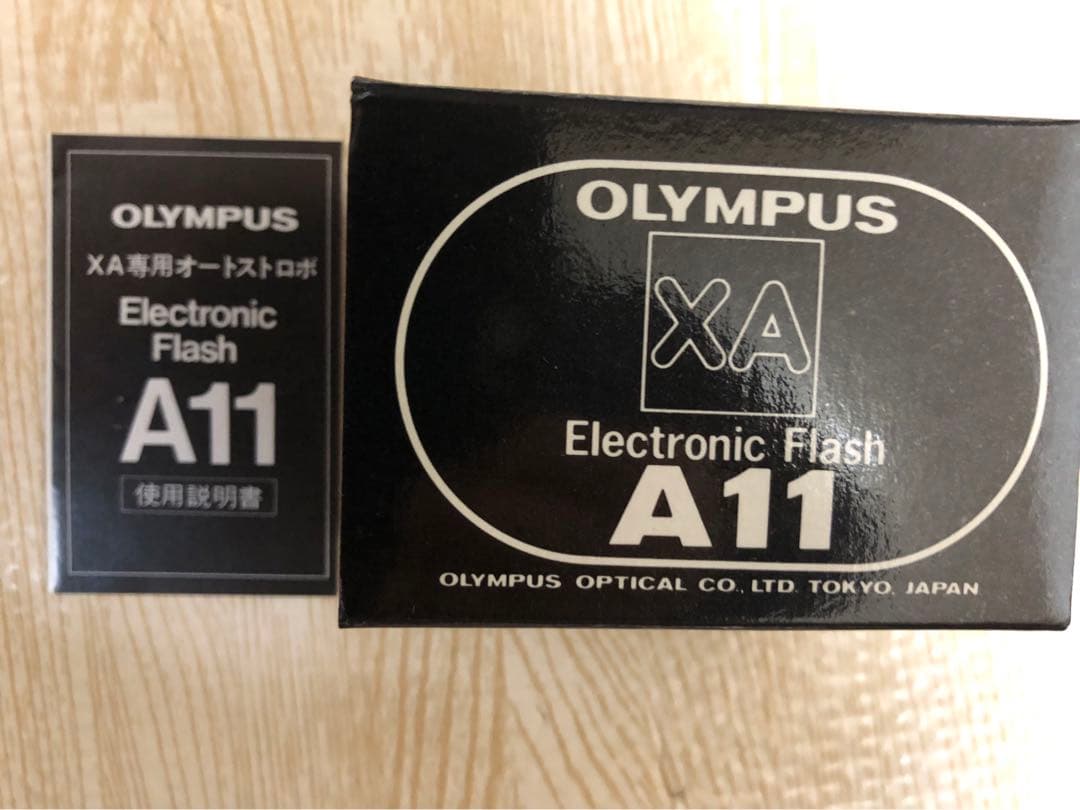 OLYMPUS
XA専用オートストロボ
Electronic
Flash
A11
使用説明書
OLYMPUS
XA
Electronic Flash
A11
OLYMPUS OPTICAL CO., LTD. TOKYO, JAPAN